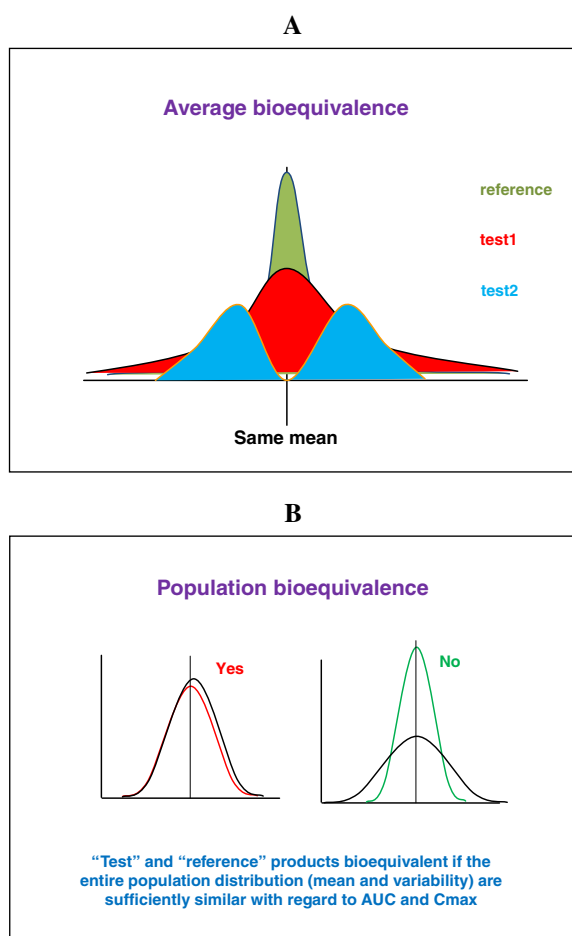 A
Average bioequivalence
reference
test1
test2
Same mean
B
Population bioequivalence
Yes
No
“Test” and “reference” products bioequivalent if the
entire population distribution (mean and variability) are
sufficiently similar with regard to AUC and Cmax